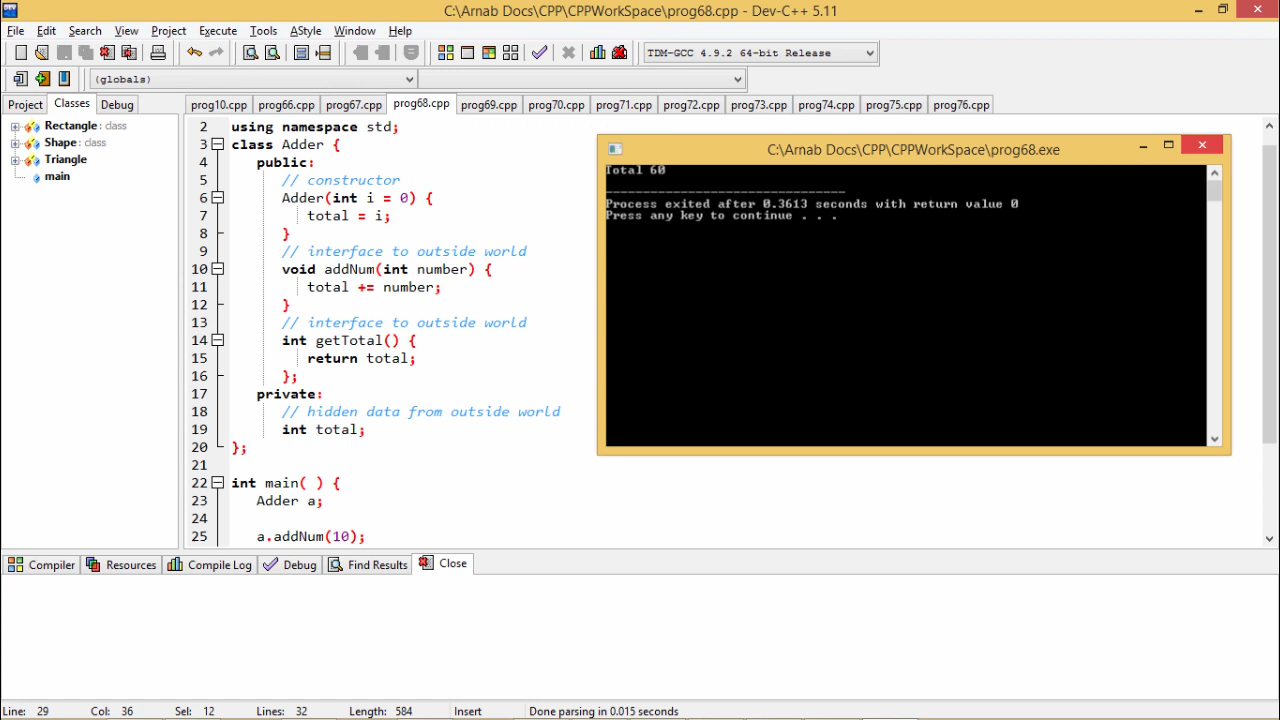 C:\Arnab Docs\CPP\CPPWorkSpace\prog68.cpp - Dev-C++ 5.11
File Edit Search View Project Execute Tools AStyle Window Help
TDM-GCC 4.9.2 64-bit Release
(globals)
Project Classes Debug
prog10.cpp prog66.cpp prog67.cpp prog68.cpp prog69.cpp prog70.cpp prog71.cpp prog72.cpp prog73.cpp prog74.cpp prog75.cpp prog76.cpp
Rectangle : class
Shape : class
Triangle
main
2 using namespace std;
3 class Adder {
4 public:
5 // constructor
6 Adder(int i = 0) {
7 total = i;
8 }
9 // interface to outside world
10 void addNum(int number) {
11 total += number;
12 }
13 // interface to outside world
14 int getTotal() {
15 return total;
16 };
17 private:
18 // hidden data from outside world
19 int total;
20 };
21
22 int main( ) {
23 Adder a;
24
25 a.addNum(10);
C:\Arnab Docs\CPP\CPPWorkSpace\prog68.exe
Total 60
--------------------------------
Process exited after 0.3613 seconds with return value 0
Press any key to continue . . .
Compiler Resources Compile Log Debug Find Results Close
Line: 29 Col: 36 Sel: 12 Lines: 32 Length: 584 Insert Done parsing in 0.015 seconds